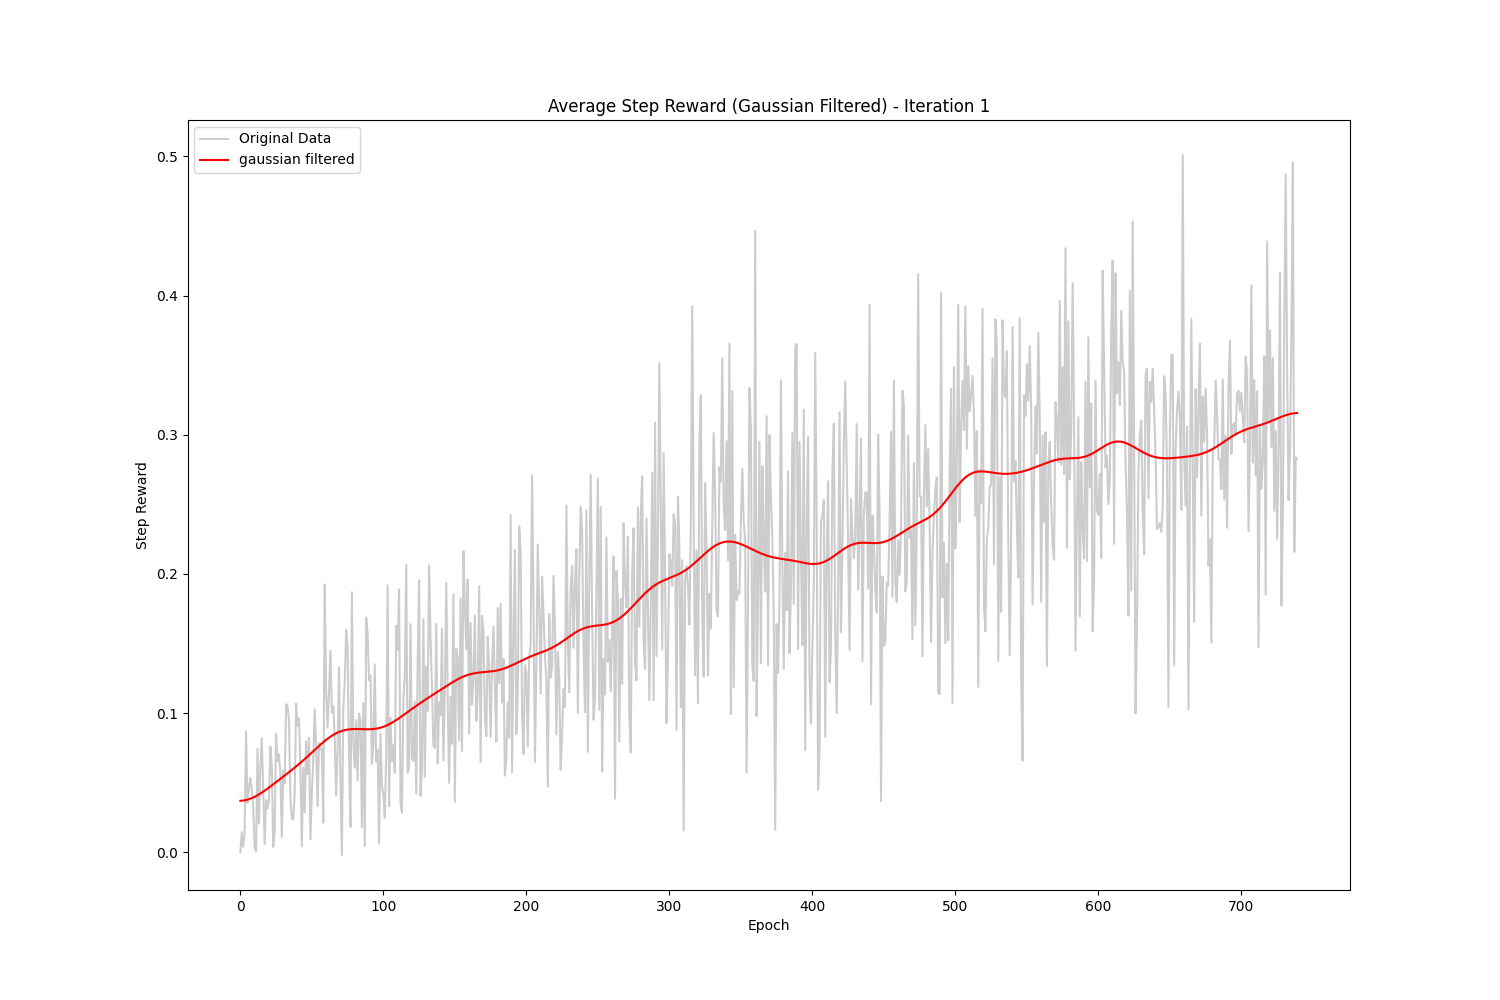 Average Step Reward (Gaussian Filtered) - Iteration 1
Original Data
gaussian filtered
0.5
0.4
0.3
0.2
0.1
0.0
Step Reward
0 100 200 300 400 500 600 700
Epoch